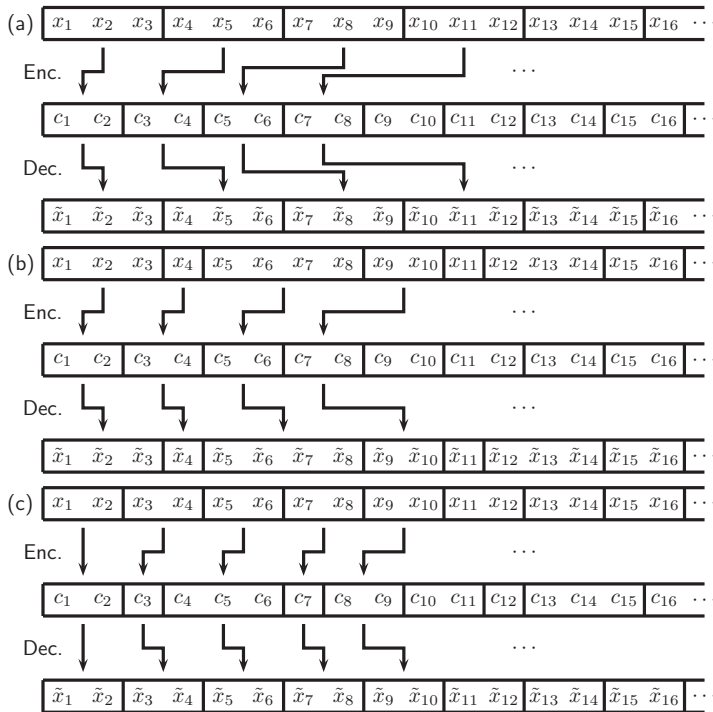 (a) x₁ x₂ x₃ x₄ x₅ x₆ x₇ x₈ x₉ x₁₀ x₁₁ x₁₂ x₁₃ x₁₄ x₁₅ x₁₆ ···
Enc. ···
c₁ c₂ c₃ c₄ c₅ c₆ c₇ c₈ c₉ c₁₀ c₁₁ c₁₂ c₁₃ c₁₄ c₁₅ c₁₆ ···
Dec. ···
x̃₁ x̃₂ x̃₃ x̃₄ x̃₅ x̃₆ x̃₇ x̃₈ x̃₉ x̃₁₀ x̃₁₁ x̃₁₂ x̃₁₃ x̃₁₄ x̃₁₅ x̃₁₆ ···
(b) x₁ x₂ x₃ x₄ x₅ x₆ x₇ x₈ x₉ x₁₀ x₁₁ x₁₂ x₁₃ x₁₄ x₁₅ x₁₆ ···
Enc. ···
c₁ c₂ c₃ c₄ c₅ c₆ c₇ c₈ c₉ c₁₀ c₁₁ c₁₂ c₁₃ c₁₄ c₁₅ c₁₆ ···
Dec. ···
x̃₁ x̃₂ x̃₃ x̃₄ x̃₅ x̃₆ x̃₇ x̃₈ x̃₉ x̃₁₀ x̃₁₁ x̃₁₂ x̃₁₃ x̃₁₄ x̃₁₅ x̃₁₆ ···
(c) x₁ x₂ x₃ x₄ x₅ x₆ x₇ x₈ x₉ x₁₀ x₁₁ x₁₂ x₁₃ x₁₄ x₁₅ x₁₆ ···
Enc. ···
c₁ c₂ c₃ c₄ c₅ c₆ c₇ c₈ c₉ c₁₀ c₁₁ c₁₂ c₁₃ c₁₄ c₁₅ c₁₆ ···
Dec. ···
x̃₁ x̃₂ x̃₃ x̃₄ x̃₅ x̃₆ x̃₇ x̃₈ x̃₉ x̃₁₀ x̃₁₁ x̃₁₂ x̃₁₃ x̃₁₄ x̃₁₅ x̃₁₆ ···